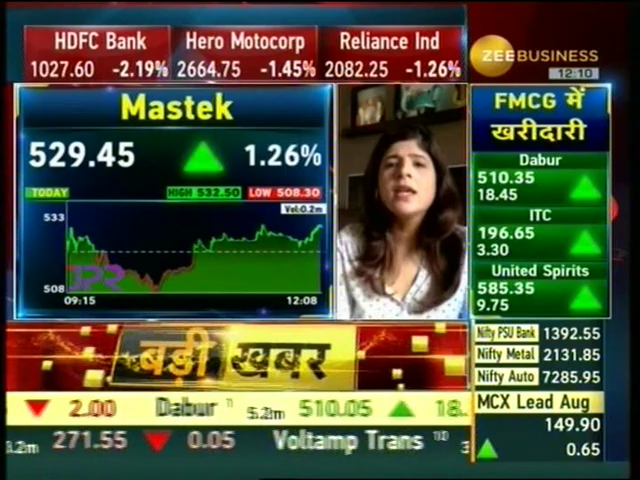 HDFC Bank
1027.60 -2.19%
Hero Motocorp
2664.75 -1.45%
Reliance Ind
2082.25 -1.26%
ZEEBUSINESS
12:10
Mastek
529.45 1.26%
TODAY HIGH 532.50 LOW 508.30
Vol:0.2m
533
508
09:15 12:08
FMCG में
खरीदारी
Dabur
510.35
18.45
ITC
196.65
3.30
United Spirits
585.35
9.75
बड़ी खबर
Nifty PSU Bank 1392.55
Nifty Metal 2131.85
Nifty Auto 7285.95
MCX Lead Aug
149.90
0.65
2.00 Dabur 5.2m 510.05 18.
3.2m 271.55 0.05 Voltamp Trans